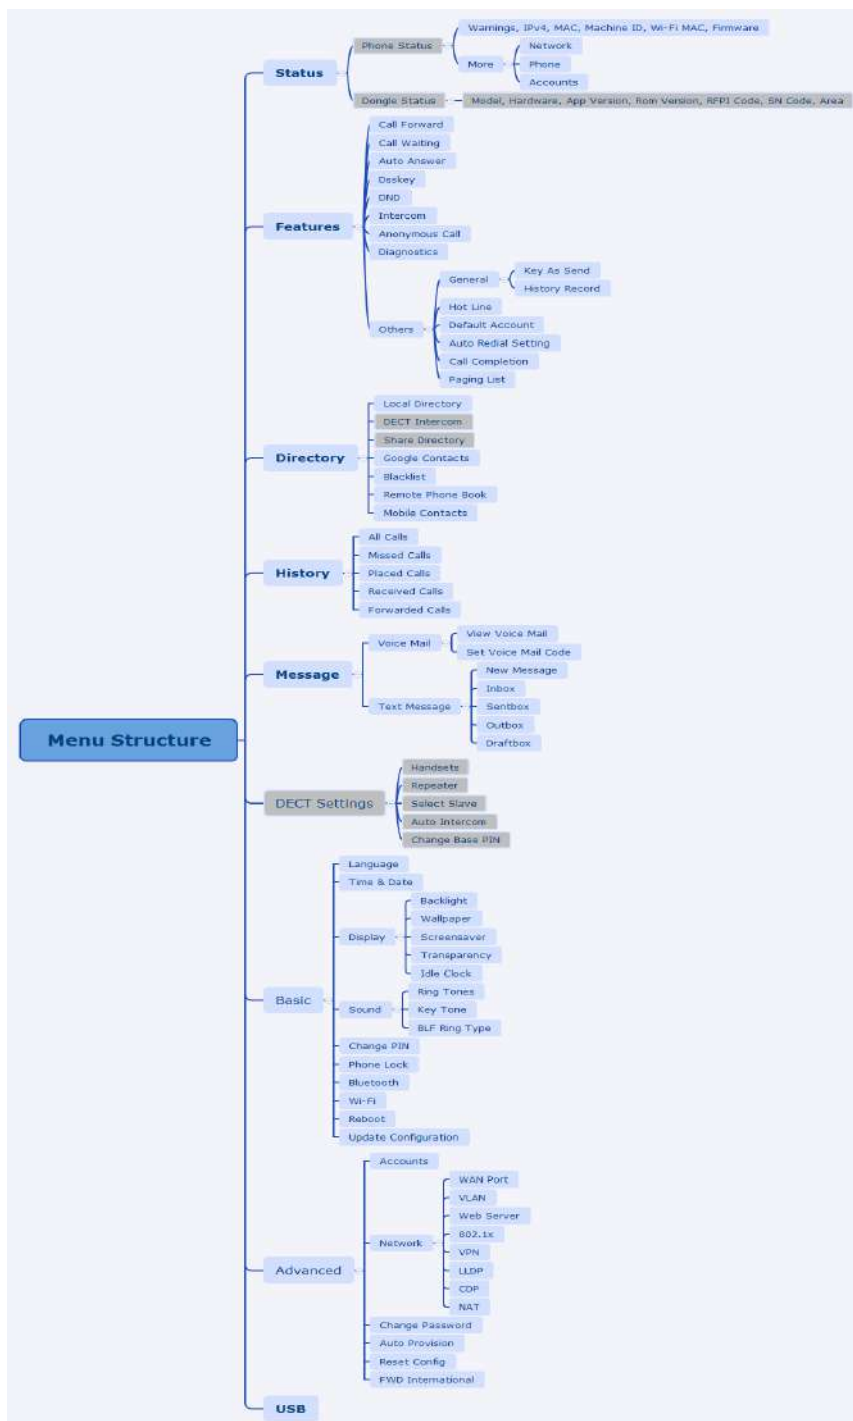 Menu Structure
Status
Phone Status
Warnings, IPv4, MAC, Machine ID, Wi-Fi MAC, Firmware
More
Network
Phone
Accounts
Dongle Status
Model, Hardware, App Version, Rom Version, RFPI Code, SN Code, Area
Features
Call Forward
Call Waiting
Auto Answer
Dsskey
DND
Intercom
Anonymous Call
Diagnostics
Others
General
Key As Send
History Record
Hot Line
Default Account
Auto Redial Setting
Call Completion
Paging List
Directory
Local Directory
DECT Intercom
Share Directory
Google Contacts
Blacklist
Remote Phone Book
Mobile Contacts
History
All Calls
Missed Calls
Placed Calls
Received Calls
Forwarded Calls
Message
Voice Mail
View Voice Mail
Set Voice Mail Code
Text Message
New Message
Inbox
Sentbox
Outbox
Draftbox
DECT Settings
Handsets
Repeater
Select Slave
Auto Intercom
Change Base PIN
Basic
Language
Time & Date
Display
Backlight
Wallpaper
Screensaver
Transparency
Idle Clock
Sound
Ring Tones
Key Tone
BLF Ring Type
Change PIN
Phone Lock
Bluetooth
Wi-Fi
Reboot
Update Configuration
Advanced
Accounts
Network
WAN Port
VLAN
Web Server
802.1x
VPN
LLDP
CDP
NAT
Change Password
Auto Provision
Reset Config
FWD International
USB